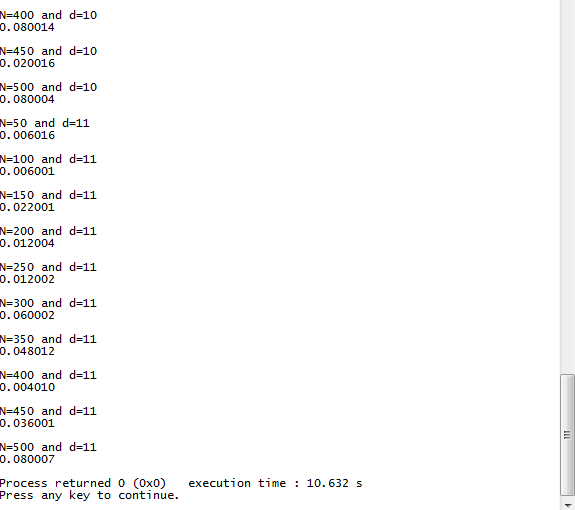 N=400 and d=10
0.080014
N=450 and d=10
0.020016
N=500 and d=10
0.080004
N=50 and d=11
0.006016
N=100 and d=11
0.006001
N=150 and d=11
0.022001
N=200 and d=11
0.012004
N=250 and d=11
0.012002
N=300 and d=11
0.060002
N=350 and d=11
0.048012
N=400 and d=11
0.004010
N=450 and d=11
0.036001
N=500 and d=11
0.080007
Process returned 0 (0x0)   execution time : 10.632 s
Press any key to continue.